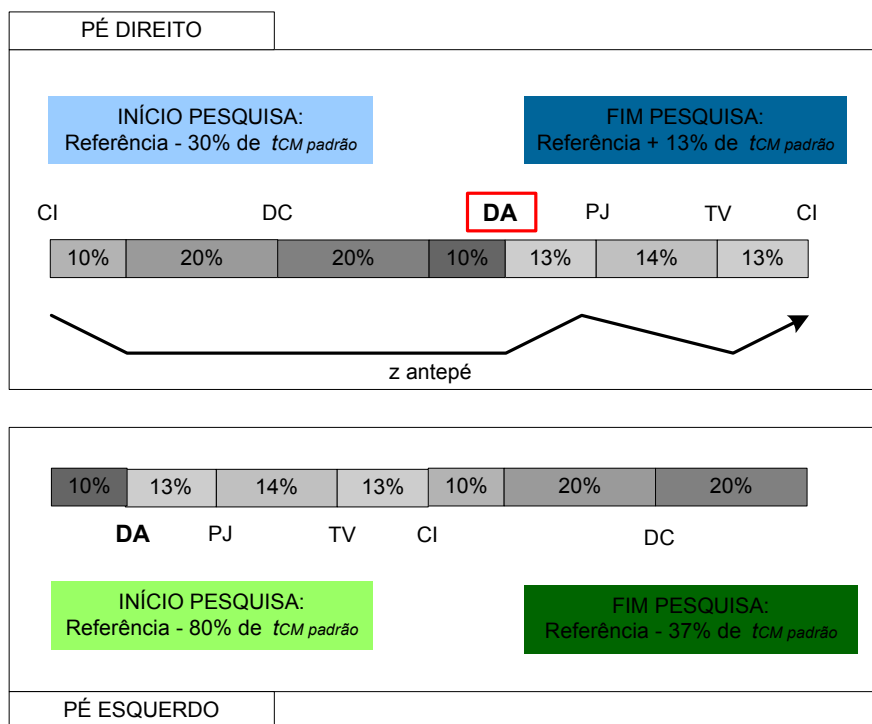 PÉ DIREITO
INÍCIO PESQUISA:
Referência - 30% de tCM padrão
FIM PESQUISA:
Referência + 13% de tCM padrão
CI DC DA PJ TV CI
10% 20% 20% 10% 13% 14% 13%
z antepé
10% 13% 14% 13% 10% 20% 20%
DA PJ TV CI DC
INÍCIO PESQUISA:
Referência - 80% de tCM padrão
FIM PESQUISA:
Referência - 37% de tCM padrão
PÉ ESQUERDO